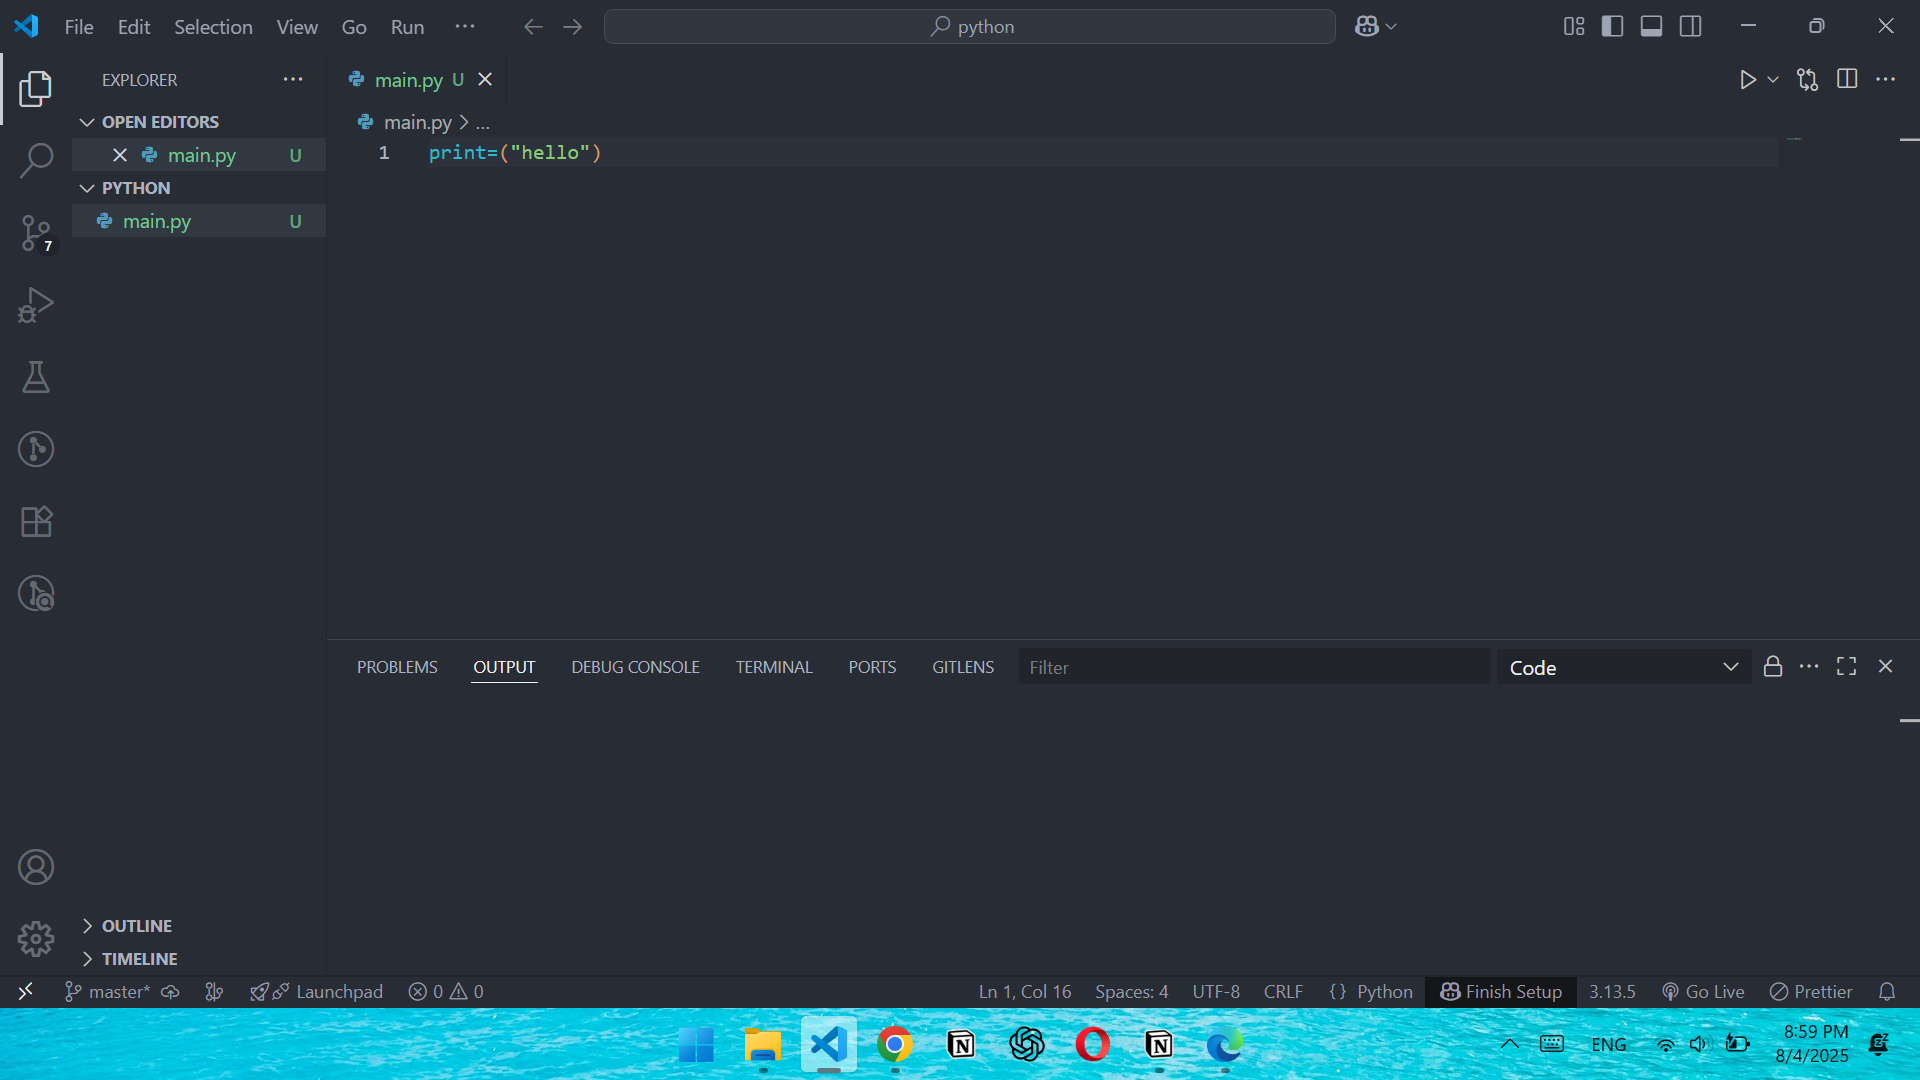 File Edit Selection View Go Run ··· python
EXPLORER ···
OPEN EDITORS
main.py U
PYTHON
main.py U
OUTLINE
TIMELINE
7
main.py U
main.py > ...
1 print=("hello")
PROBLEMS OUTPUT DEBUG CONSOLE TERMINAL PORTS GITLENS Filter Code
master* Launchpad 0 0 Ln 1, Col 16 Spaces: 4 UTF-8 CRLF {} Python Finish Setup 3.13.5 Go Live Prettier
ENG
8:59 PM
8/4/2025